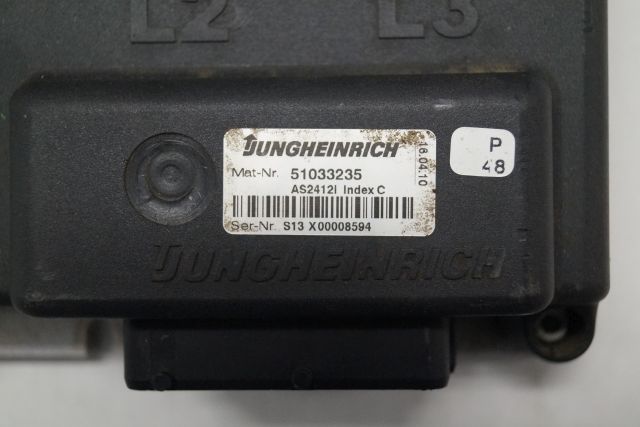 L2 L3
JUNGHEINRICH
Mat-Nr. 51033235
AS2412i Index C
Ser-Nr. S13 X00008594
16.04.10
P
48
JUNGHEINRICH